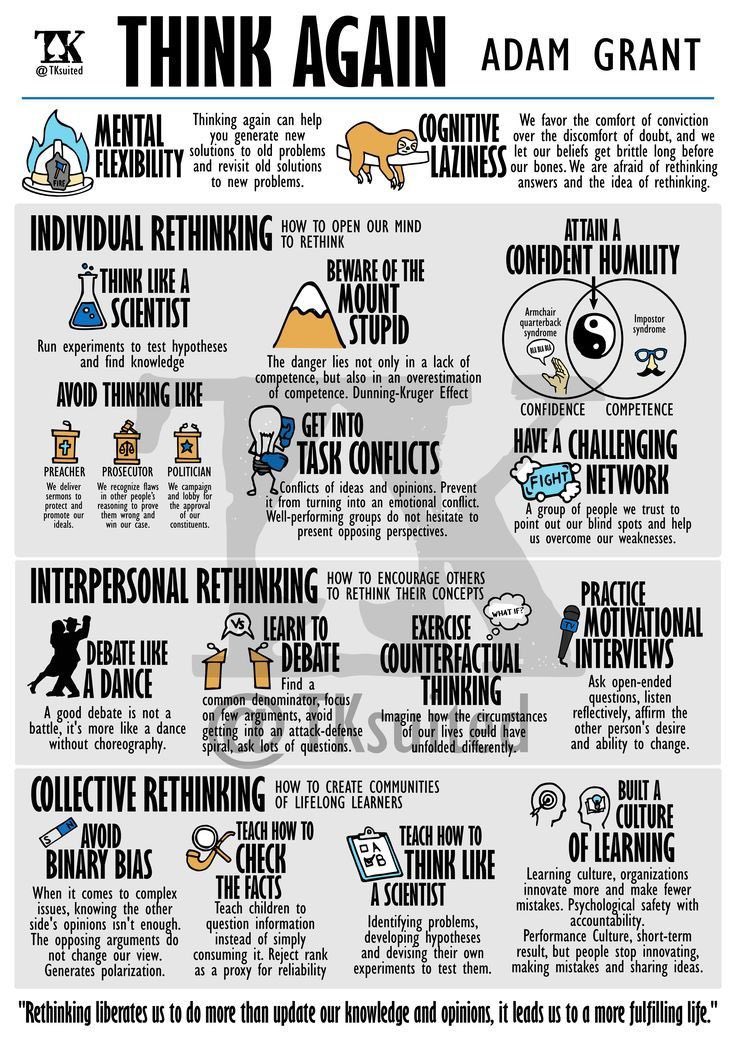 TK
@TKsuited
THINK AGAIN
ADAM GRANT
FIRE
MENTAL
FLEXIBILITY
Thinking again can help
you generate new
solutions to old problems
and revisit old solutions
to new problems.
COGNITIVE
LAZINESS
We favor the comfort of conviction
over the discomfort of doubt, and we
let our beliefs get brittle long before
our bones. We are afraid of rethinking
answers and the idea of rethinking.
INDIVIDUAL RETHINKING
HOW TO OPEN OUR MIND
TO RETHINK
THINK LIKE A
SCIENTIST
Run experiments to test hypotheses
and find knowledge
AVOID THINKING LIKE
PREACHER
We deliver
sermons to
protect and
promote our
ideals.
PROSECUTOR
We recognize flaws
in other people's
reasoning to prove
them wrong and
win our case.
POLITICIAN
We campaign
and lobby for
the approval
of our
constituents.
BEWARE OF THE
MOUNT
STUPID
The danger lies not only in a lack of
competence, but also in an overestimation
of competence. Dunning-Kruger Effect
GET INTO
TASK CONFLICTS
Conflicts of ideas and opinions. Prevent
it from turning into an emotional conflict.
Well-performing groups do not hesitate to
present opposing perspectives.
ATTAIN A
CONFIDENT HUMILITY
Armchair
quarterback
syndrome
BLA BLA BLA
Impostor
syndrome
CONFIDENCE
COMPETENCE
HAVE A CHALLENGING
NETWORK
FIGHT
A group of people we trust to
point out our blind spots and help
us overcome our weaknesses.
TK
@TKsuited
INTERPERSONAL RETHINKING
HOW TO ENCOURAGE OTHERS
TO RETHINK THEIR CONCEPTS
DEBATE LIKE
A DANCE
A good debate is not a
battle, it's more like a dance
without choreography.
VS
LEARN TO
DEBATE
Find a
common denominator, focus
on few arguments, avoid
getting into an attack-defense
spiral, ask lots of questions.
WHAT IF?
EXERCISE
COUNTERFACTUAL
THINKING
Imagine how the circumstances
of our lives could have
unfolded differently.
TV
PRACTICE
MOTIVATIONAL
INTERVIEWS
Ask open-ended
questions, listen
reflectively, affirm the
other person's desire
and ability to change.
COLLECTIVE RETHINKING
HOW TO CREATE COMMUNITIES
OF LIFELONG LEARNERS
S N
AVOID
BINARY BIAS
When it comes to complex
issues, knowing the other
side's opinions isn't enough.
The opposing arguments do
not change our view.
Generates polarization.
TEACH HOW TO
CHECK
THE FACTS
Teach children to
question information
instead of simply
consuming it. Reject rank
as a proxy for reliability
A
B
TEACH HOW TO
THINK LIKE
A SCIENTIST
Identifying problems,
developing hypotheses
and devising their own
experiments to test them.
BUILT A
CULTURE
OF LEARNING
Learning culture, organizations
innovate more and make fewer
mistakes. Psychological safety with
accountability.
Performance Culture, short-term
result, but people stop innovating,
making mistakes and sharing ideas.
"Rethinking liberates us to do more than update our knowledge and opinions, it leads us to a more fulfilling life."